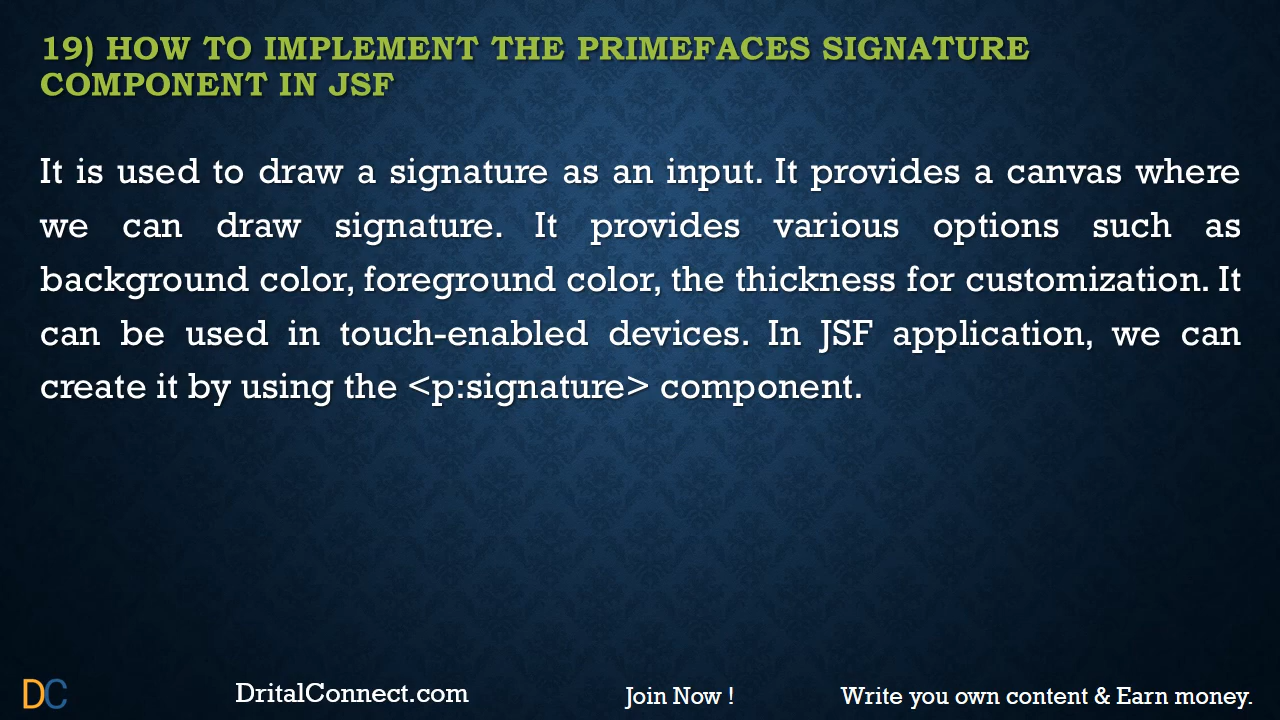 19) HOW TO IMPLEMENT THE PRIMEFACES SIGNATURE
COMPONENT IN JSF
It is used to draw a signature as an input. It provides a canvas where
we can draw signature. It provides various options such as
background color, foreground color, the thickness for customization. It
can be used in touch-enabled devices. In JSF application, we can
create it by using the <p:signature> component.
DC
DritalConnect.com
Join Now !
Write you own content & Earn money.